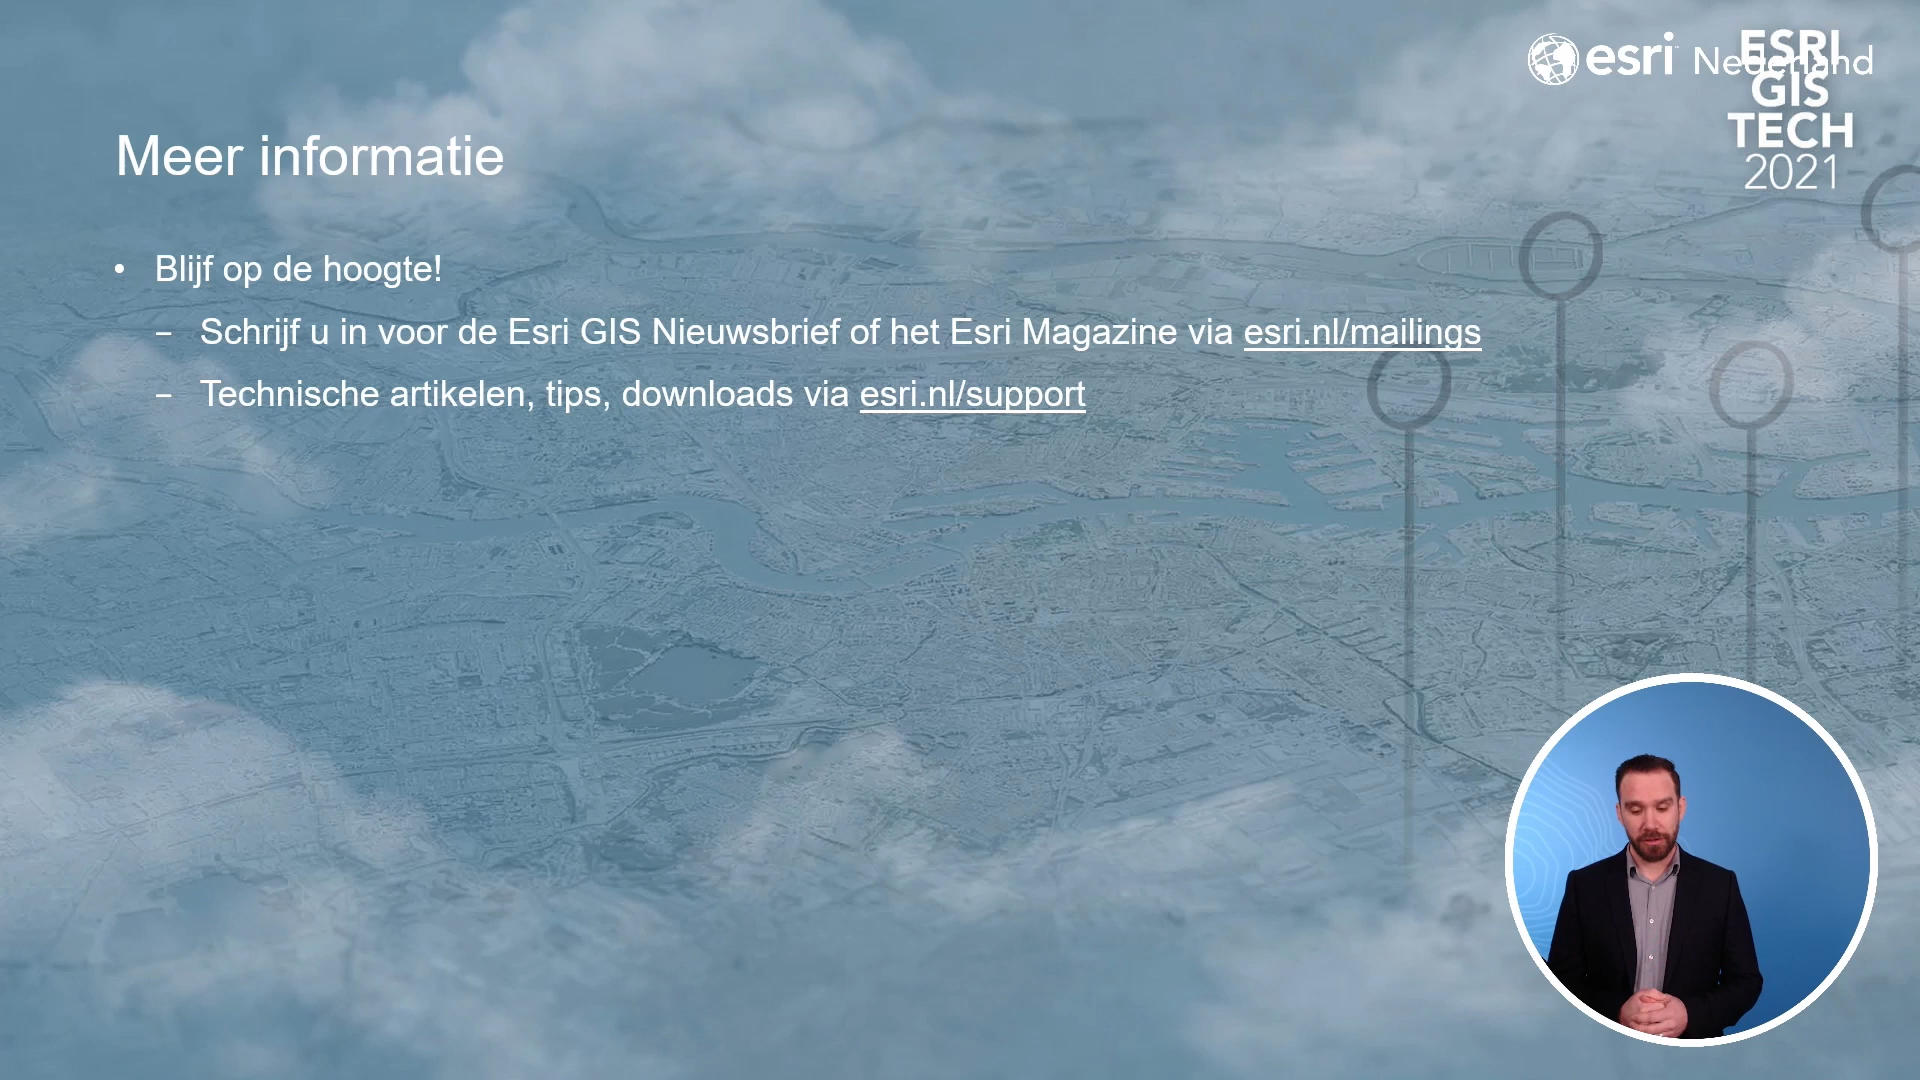 esri Nederland
ESRI
GIS
TECH
2021
Meer informatie
• Blijf op de hoogte!
– Schrijf u in voor de Esri GIS Nieuwsbrief of het Esri Magazine via esri.nl/mailings
– Technische artikelen, tips, downloads via esri.nl/support